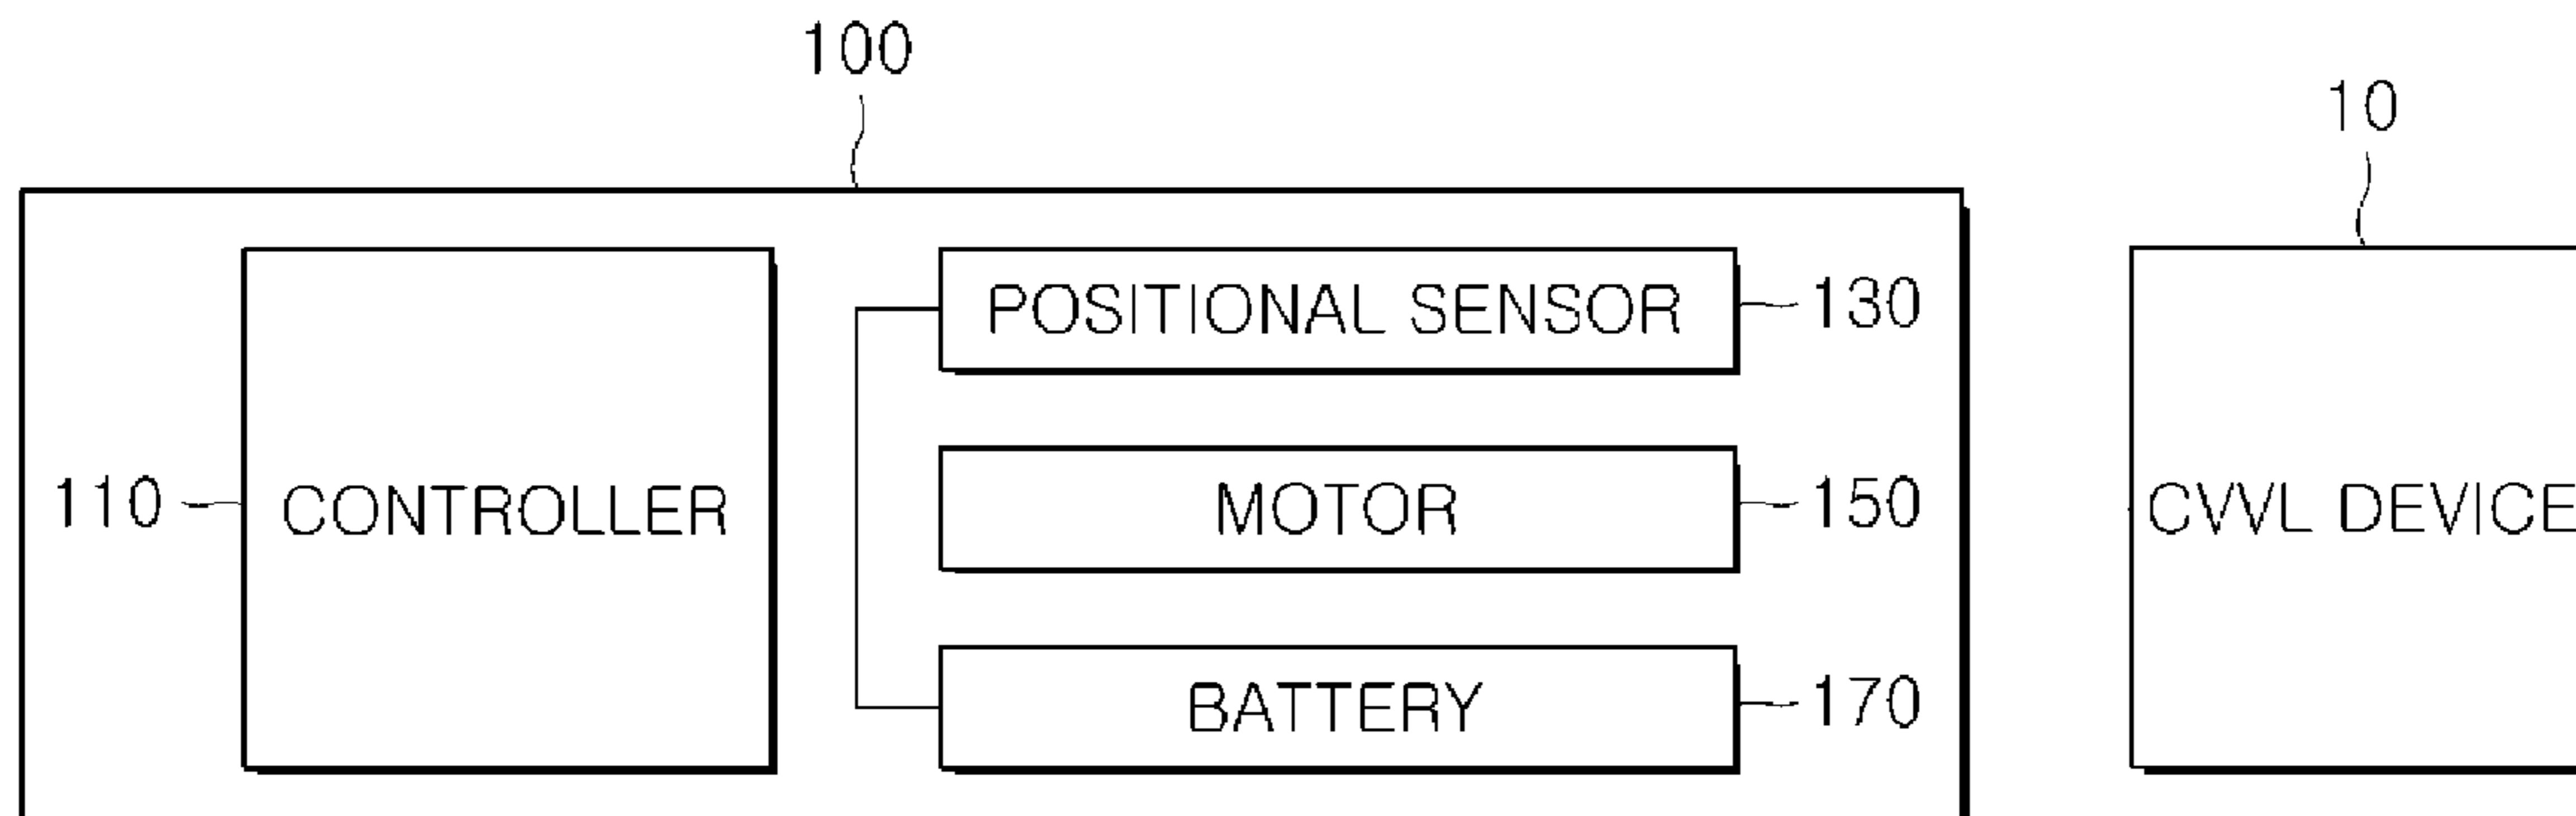 100
10
POSITIONAL SENSOR
130
110
CONTROLLER
MOTOR
150
CVVL DEVICE
BATTERY
170